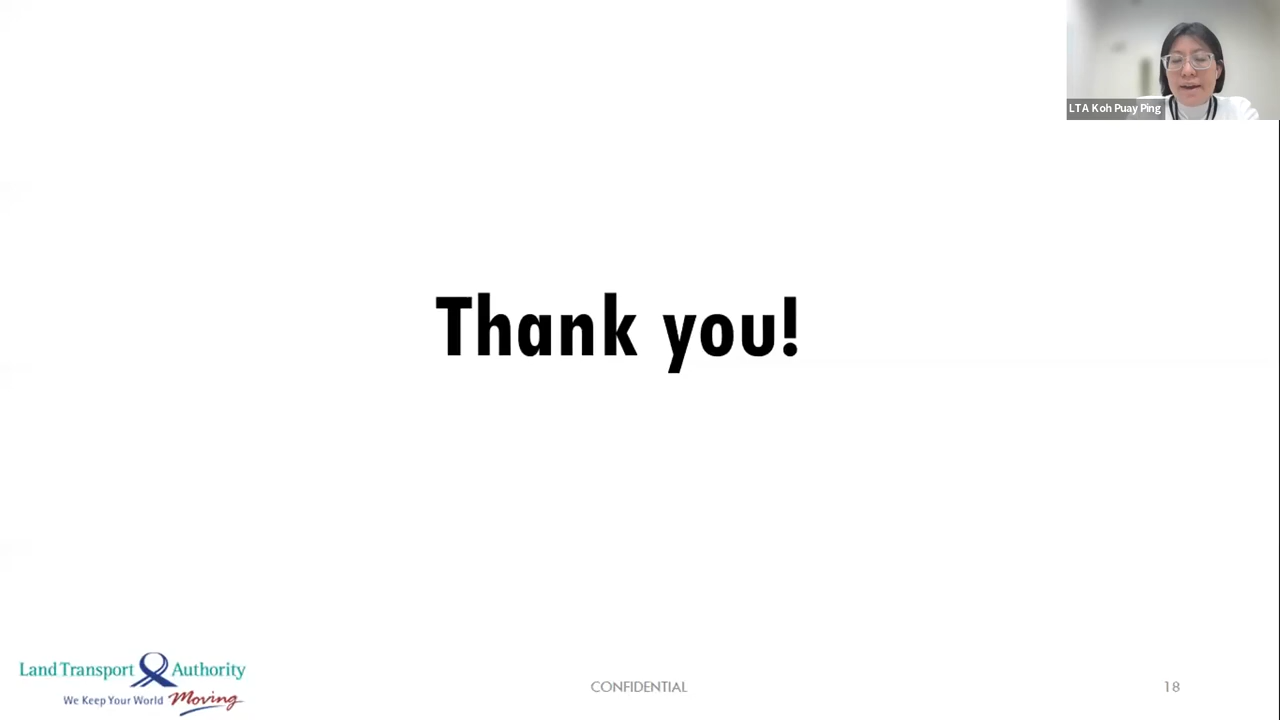 LTA Koh Puay Ping
Thank you!
Land Transport Authority
We Keep Your World Moving
CONFIDENTIAL
18